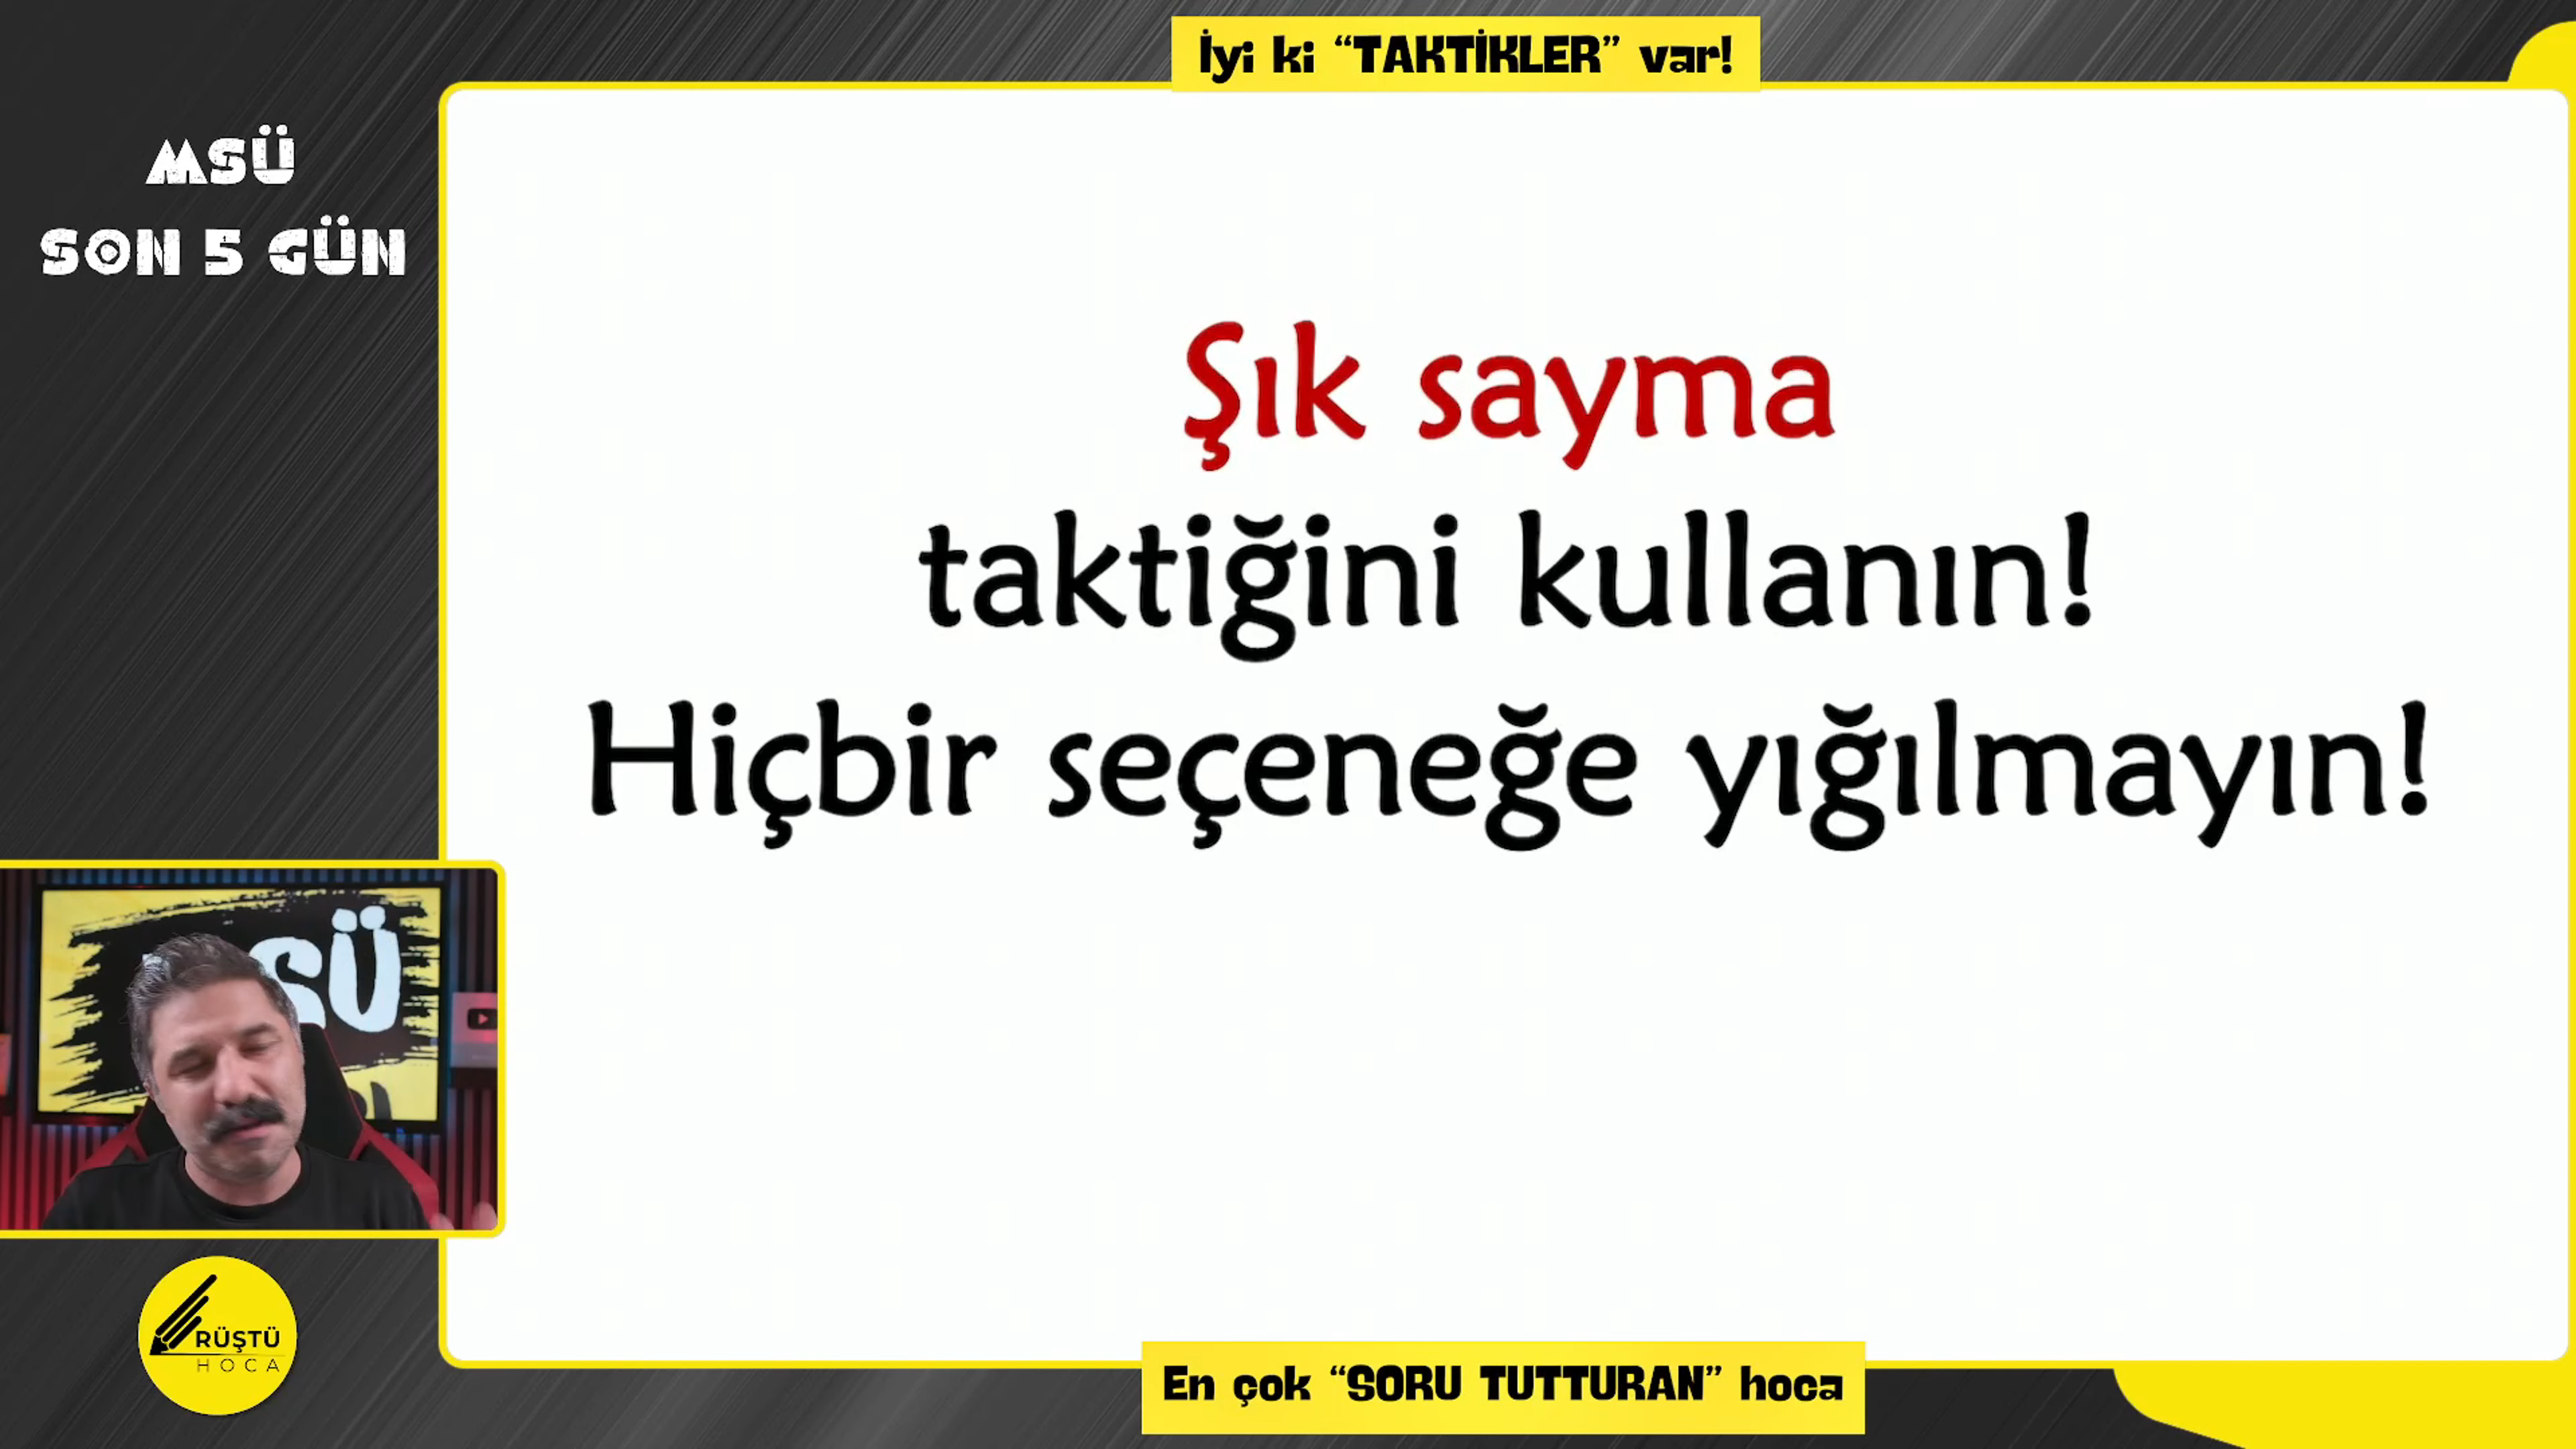 İyi ki “TAKTİKLER” var!
MSÜ
SON 5 GÜN
Şık sayma
taktiğini kullanın!
Hiçbir seçeneğe yığılmayın!
SÜ
RÜŞTÜ
HOCA
En çok “SORU TUTTURAN” hoca